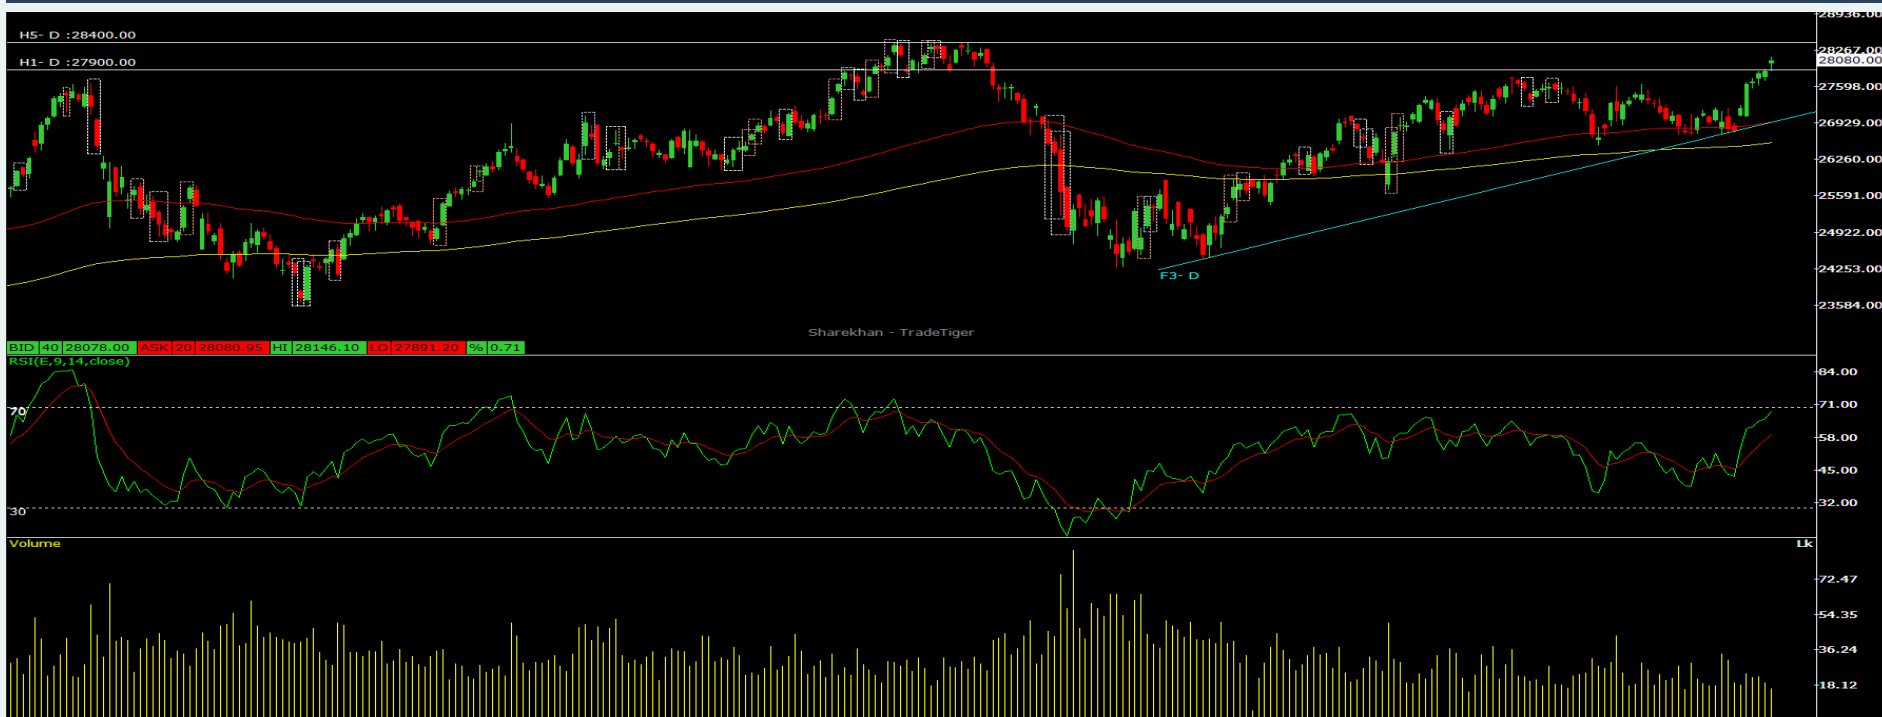 28936.00
H5- D :28400.00
28267.00
H1- D :27900.00
28080.00
27598.00
26929.00
26260.00
25591.00
24922.00
24253.00
F3- D
23584.00
Sharekhan - TradeTiger
BID 40 28078.00 ASK 20 28080.95 HI 28146.10 LO 27891.20 % 0.71
RSI(E,9,14,close)
84.00
70
71.00
58.00
45.00
32.00
30
Volume
Lk
72.47
54.35
36.24
18.12